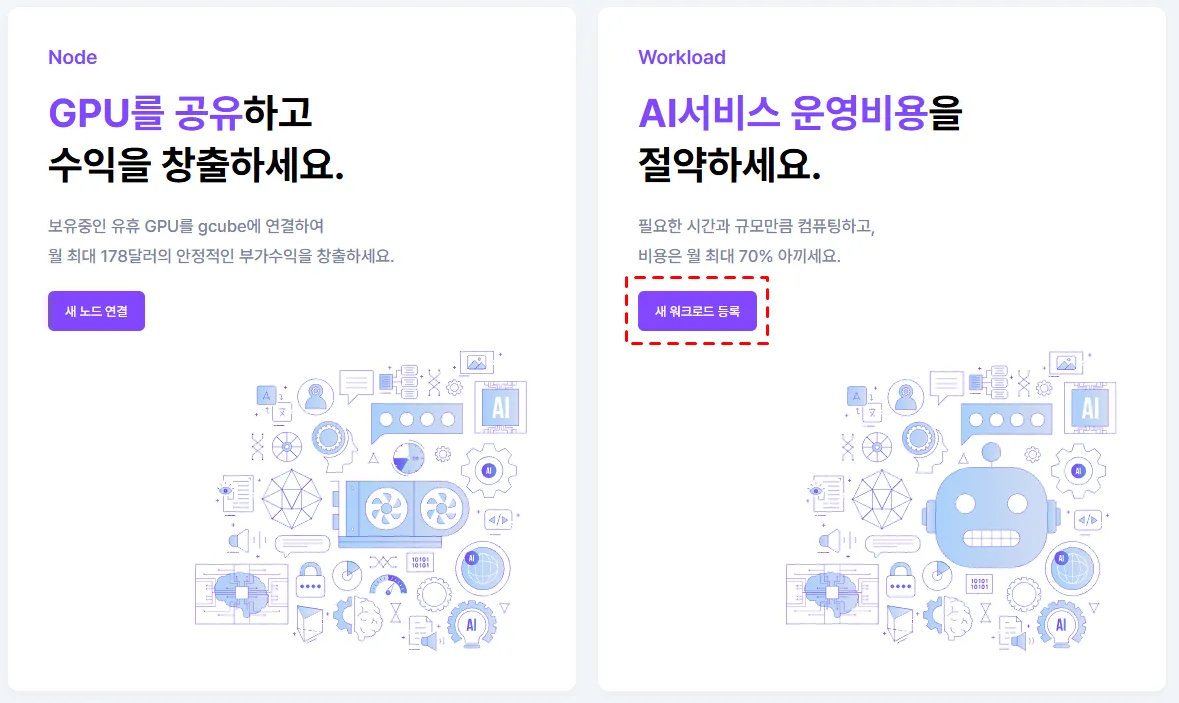 Node
GPU를 공유하고
수익을 창출하세요.
보유중인 유휴 GPU를 gcube에 연결하여
월 최대 178달러의 안정적인 부가수익을 창출하세요.
새 노드 연결
A
AI
AI
</>
10101
10101
AI
AI
Workload
AI서비스 운영비용을
절약하세요.
필요한 시간과 규모만큼 컴퓨팅하고,
비용은 월 최대 70% 아끼세요.
새 워크로드 등록
A
AI
AI
</>
AI
10101
10101
AI